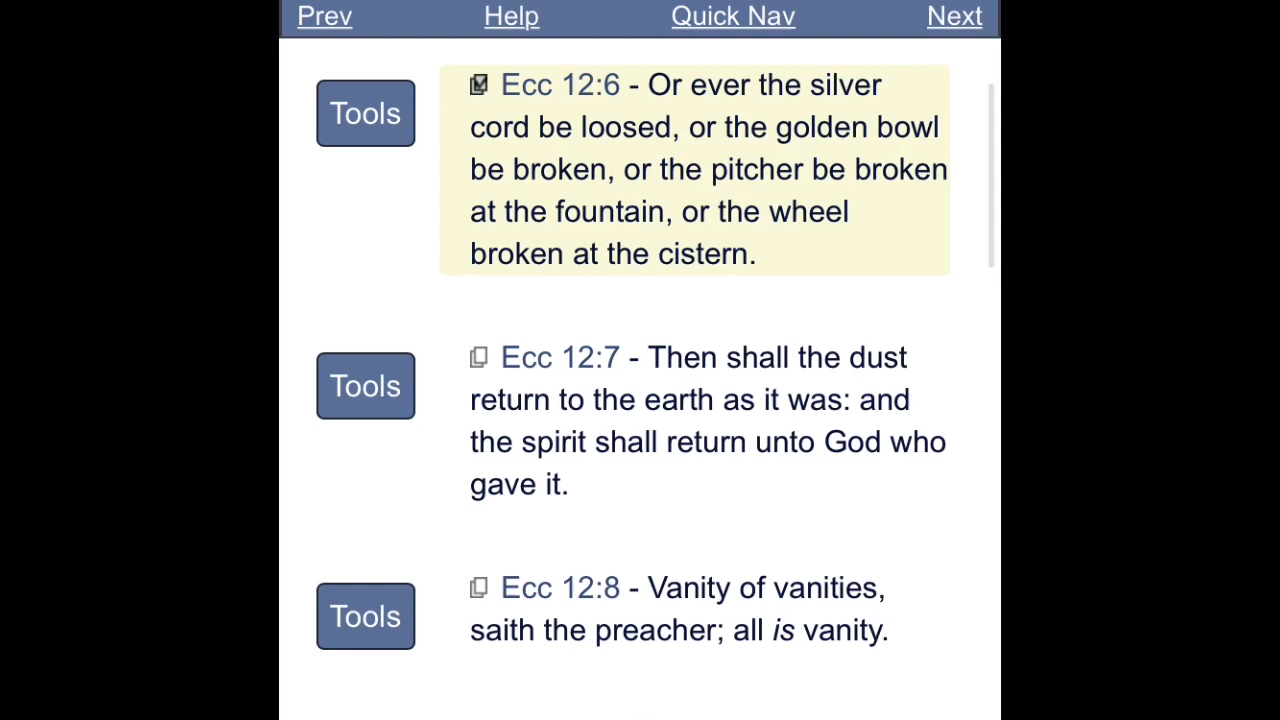 Prev Help Quick Nav Next
Tools
Ecc 12:6 - Or ever the silver
cord be loosed, or the golden bowl
be broken, or the pitcher be broken
at the fountain, or the wheel
broken at the cistern.
Tools
Ecc 12:7 - Then shall the dust
return to the earth as it was: and
the spirit shall return unto God who
gave it.
Tools
Ecc 12:8 - Vanity of vanities,
saith the preacher; all is vanity.